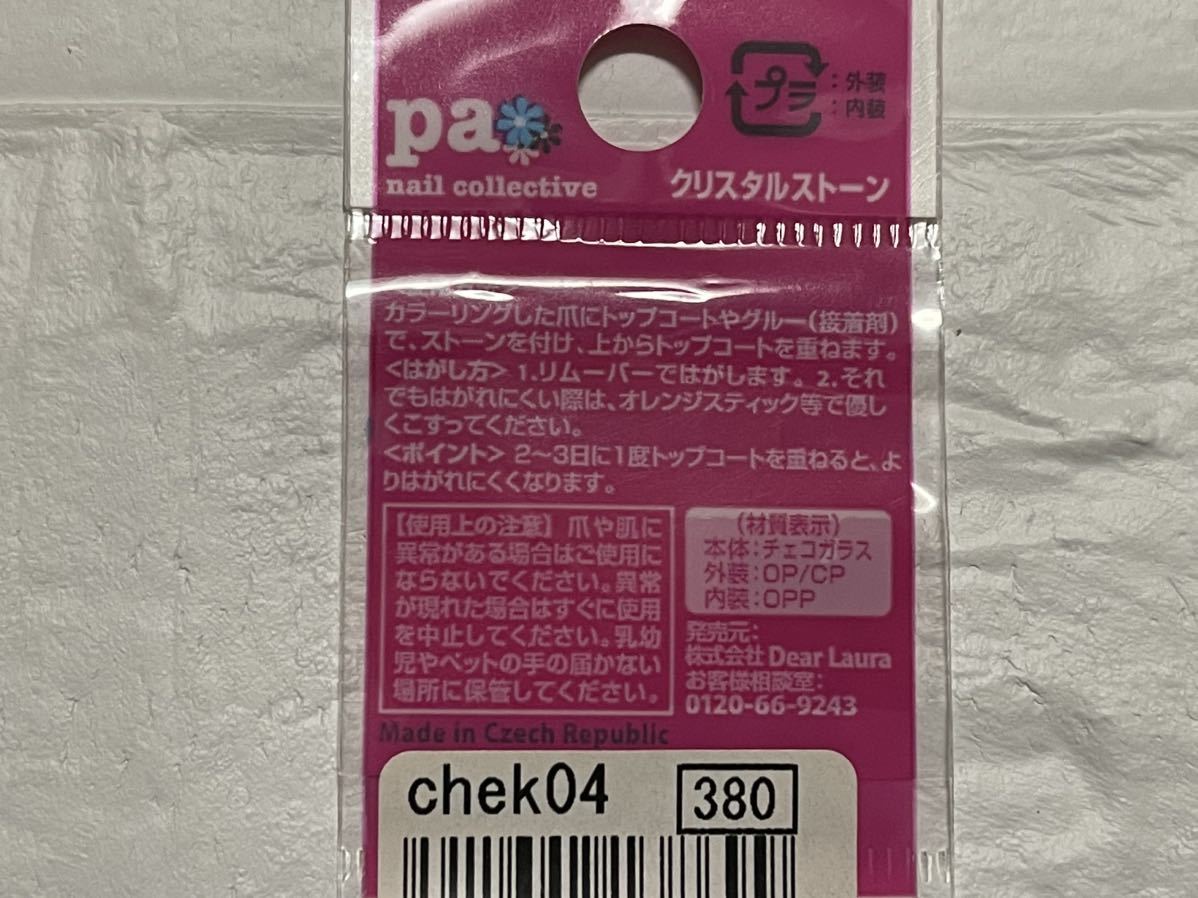 pa
nail collective
プラ
:外装
:内装
クリスタルストーン
カラーリングした爪にトップコートやグルー(接着剤)
で、ストーンを付け、上からトップコートを重ねます。
<はがし方> 1.リムーバーではがします。2.それ
でもはがれにくい際は、オレンジスティック等で優し
くこすってください。
<ポイント> 2〜3日に1度トップコートを重ねると、よ
りはがれにくくなります。
【使用上の注意】爪や肌に
異常がある場合はご使用に
ならないでください。異常
が現れた場合はすぐに使用
を中止してください。乳幼
児やペットの手の届かない
場所に保管してください。
(材質表示)
本体:チェコガラス
外装:OP/CP
内装:OPP
発売元:
株式会社 Dear Laura
お客様相談室:
0120-66-9243
Made in Czech Republic
chek04
380